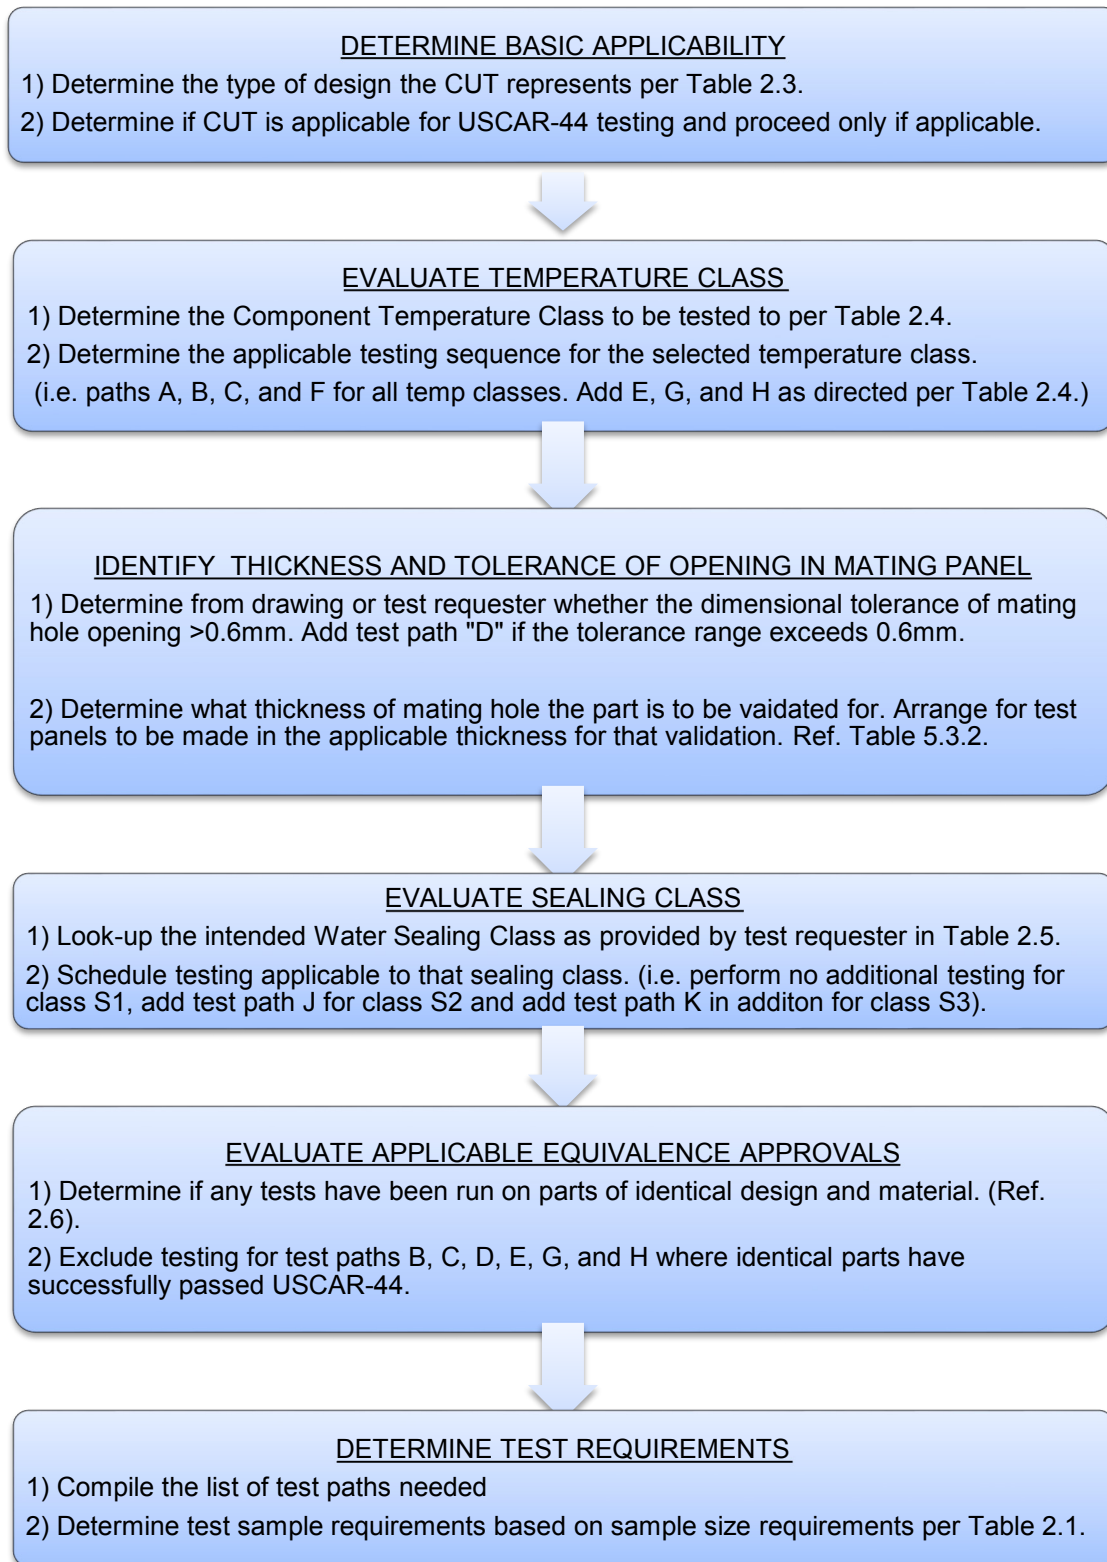 DETERMINE BASIC APPLICABILITY
1) Determine the type of design the CUT represents per Table 2.3.
2) Determine if CUT is applicable for USCAR-44 testing and proceed only if applicable.
EVALUATE TEMPERATURE CLASS
1) Determine the Component Temperature Class to be tested to per Table 2.4.
2) Determine the applicable testing sequence for the selected temperature class.
(i.e. paths A, B, C, and F for all temp classes. Add E, G, and H as directed per Table 2.4.)
IDENTIFY THICKNESS AND TOLERANCE OF OPENING IN MATING PANEL
1) Determine from drawing or test requester whether the dimensional tolerance of mating
hole opening >0.6mm. Add test path "D" if the tolerance range exceeds 0.6mm.
2) Determine what thickness of mating hole the part is to be vaidated for. Arrange for test
panels to be made in the applicable thickness for that validation. Ref. Table 5.3.2.
EVALUATE SEALING CLASS
1) Look-up the intended Water Sealing Class as provided by test requester in Table 2.5.
2) Schedule testing applicable to that sealing class. (i.e. perform no additional testing for
class S1, add test path J for class S2 and add test path K in additon for class S3).
EVALUATE APPLICABLE EQUIVALENCE APPROVALS
1) Determine if any tests have been run on parts of identical design and material. (Ref.
2.6).
2) Exclude testing for test paths B, C, D, E, G, and H where identical parts have
successfully passed USCAR-44.
DETERMINE TEST REQUIREMENTS
1) Compile the list of test paths needed
2) Determine test sample requirements based on sample size requirements per Table 2.1.